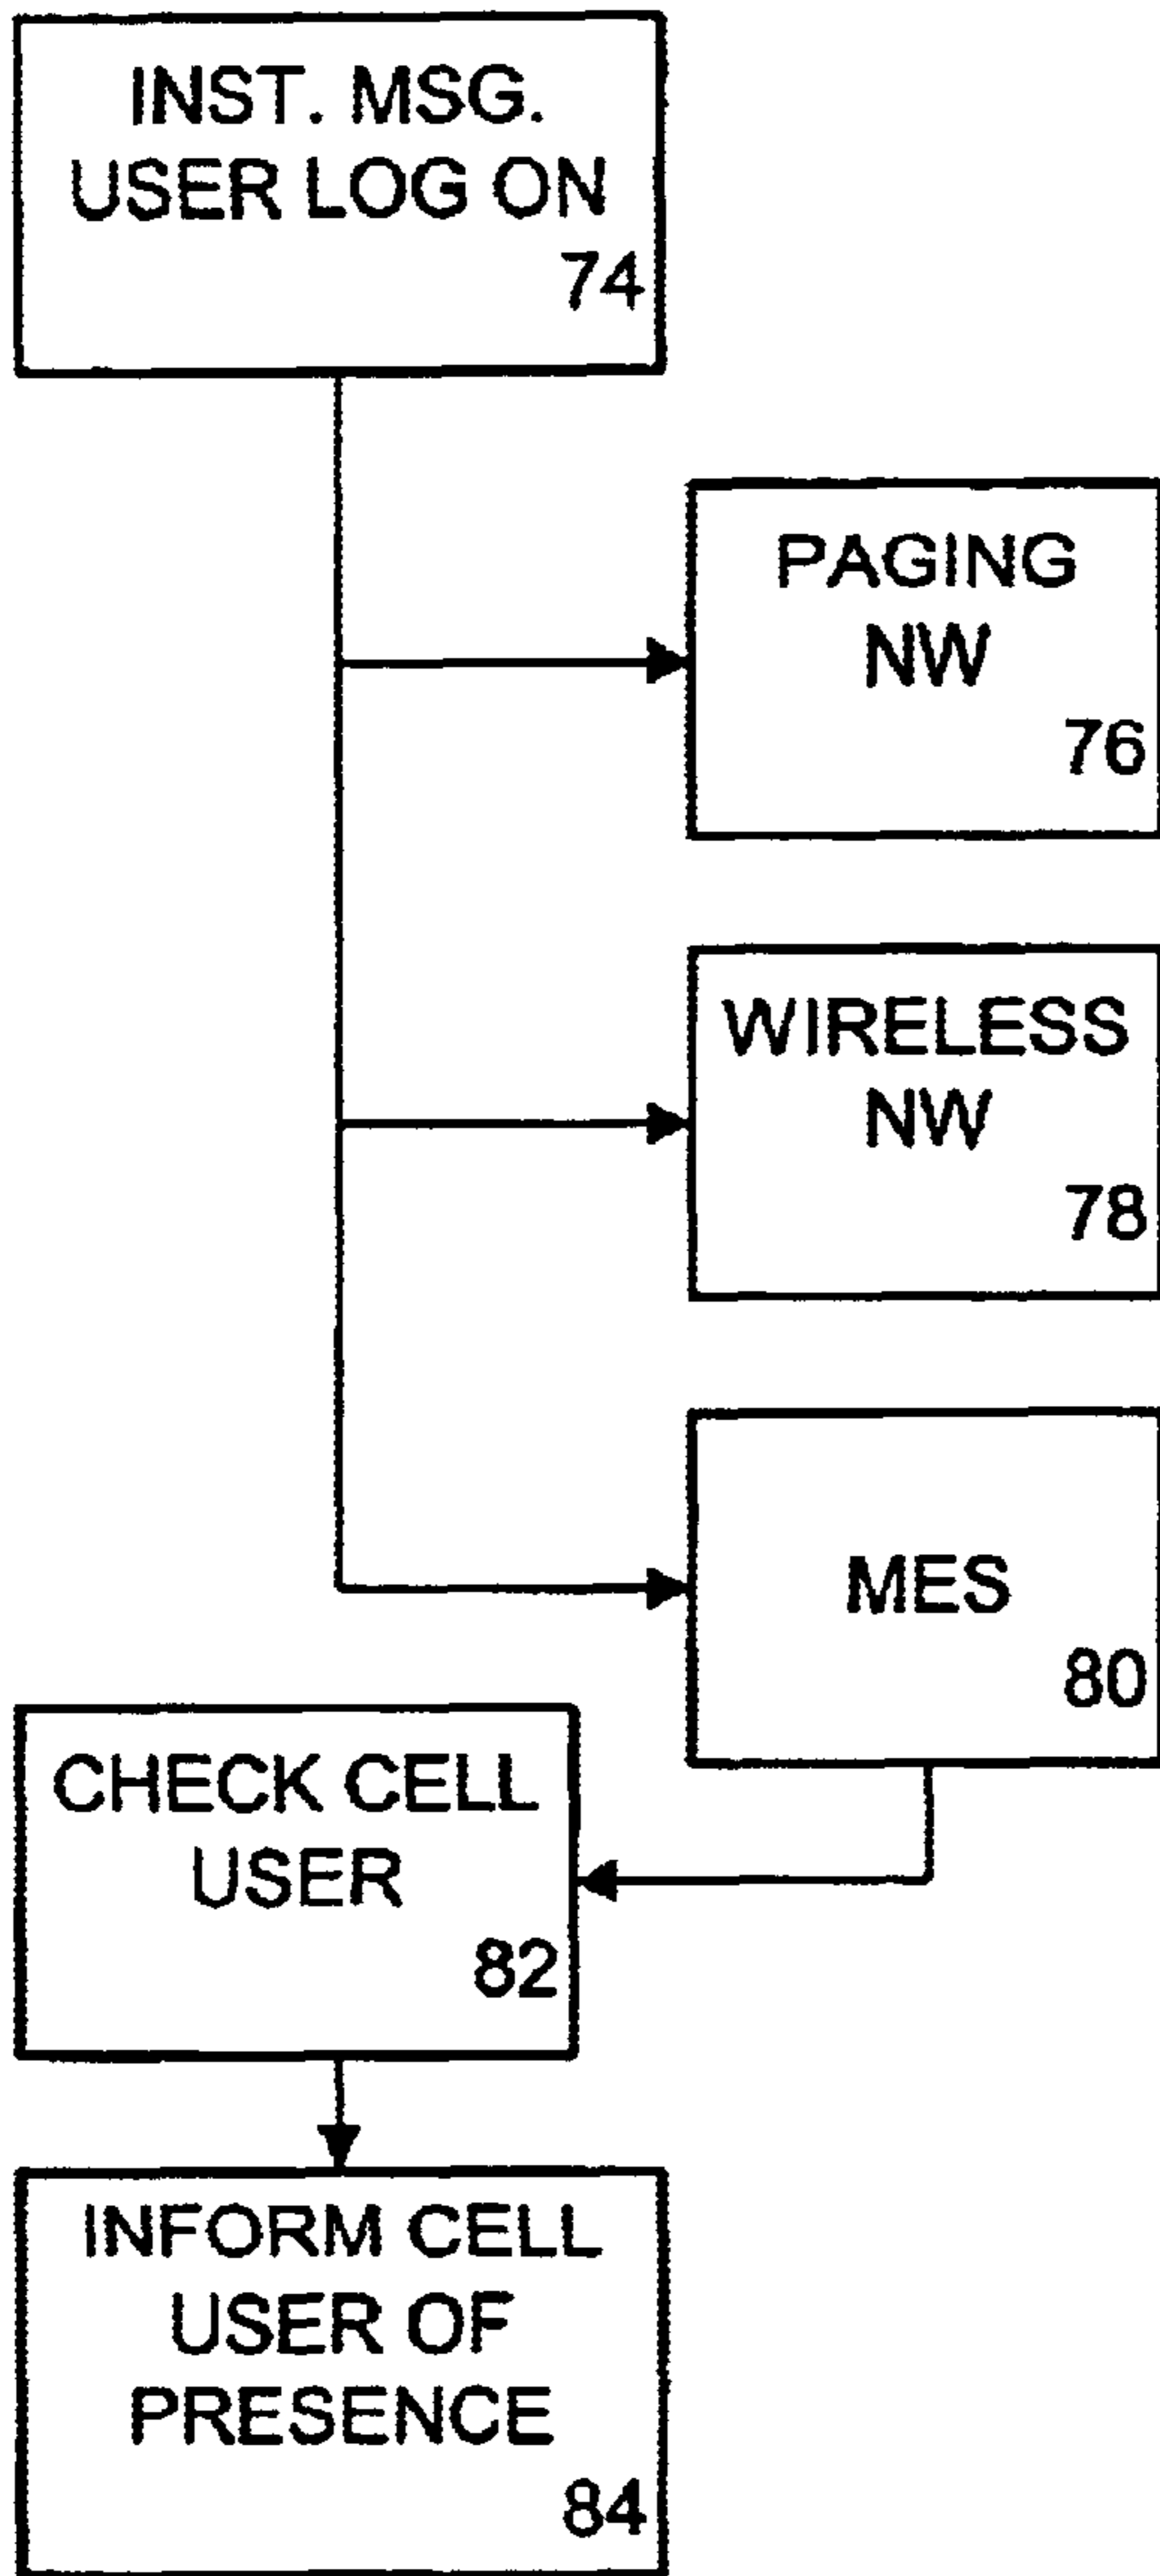 INST. MSG.
USER LOG ON
74
PAGING
NW
76
WIRELESS
NW
78
MES
80
CHECK CELL
USER
82
INFORM CELL
USER OF
PRESENCE
84